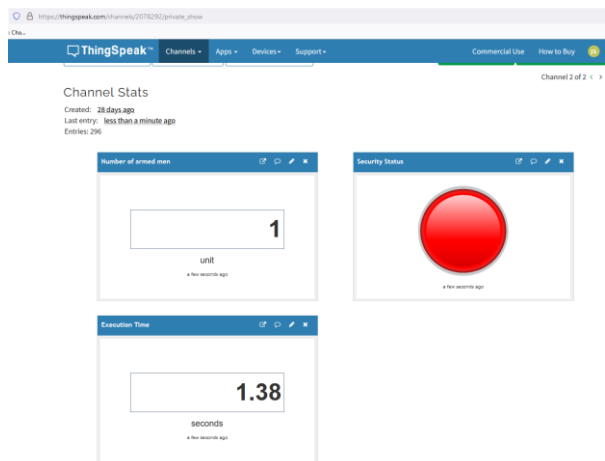 https://thingspeak.com/channels/2078292/private_show
Cha...
ThingSpeak™ Channels Apps Devices Support Commercial Use How to Buy
Channel 2 of 2 < >
Channel Stats
Created: 28 days ago
Last entry: less than a minute ago
Entries: 296
Number of armed men
Security Status
1
unit
a few seconds ago
a few seconds ago
Execution Time
1.38
seconds
a few seconds ago